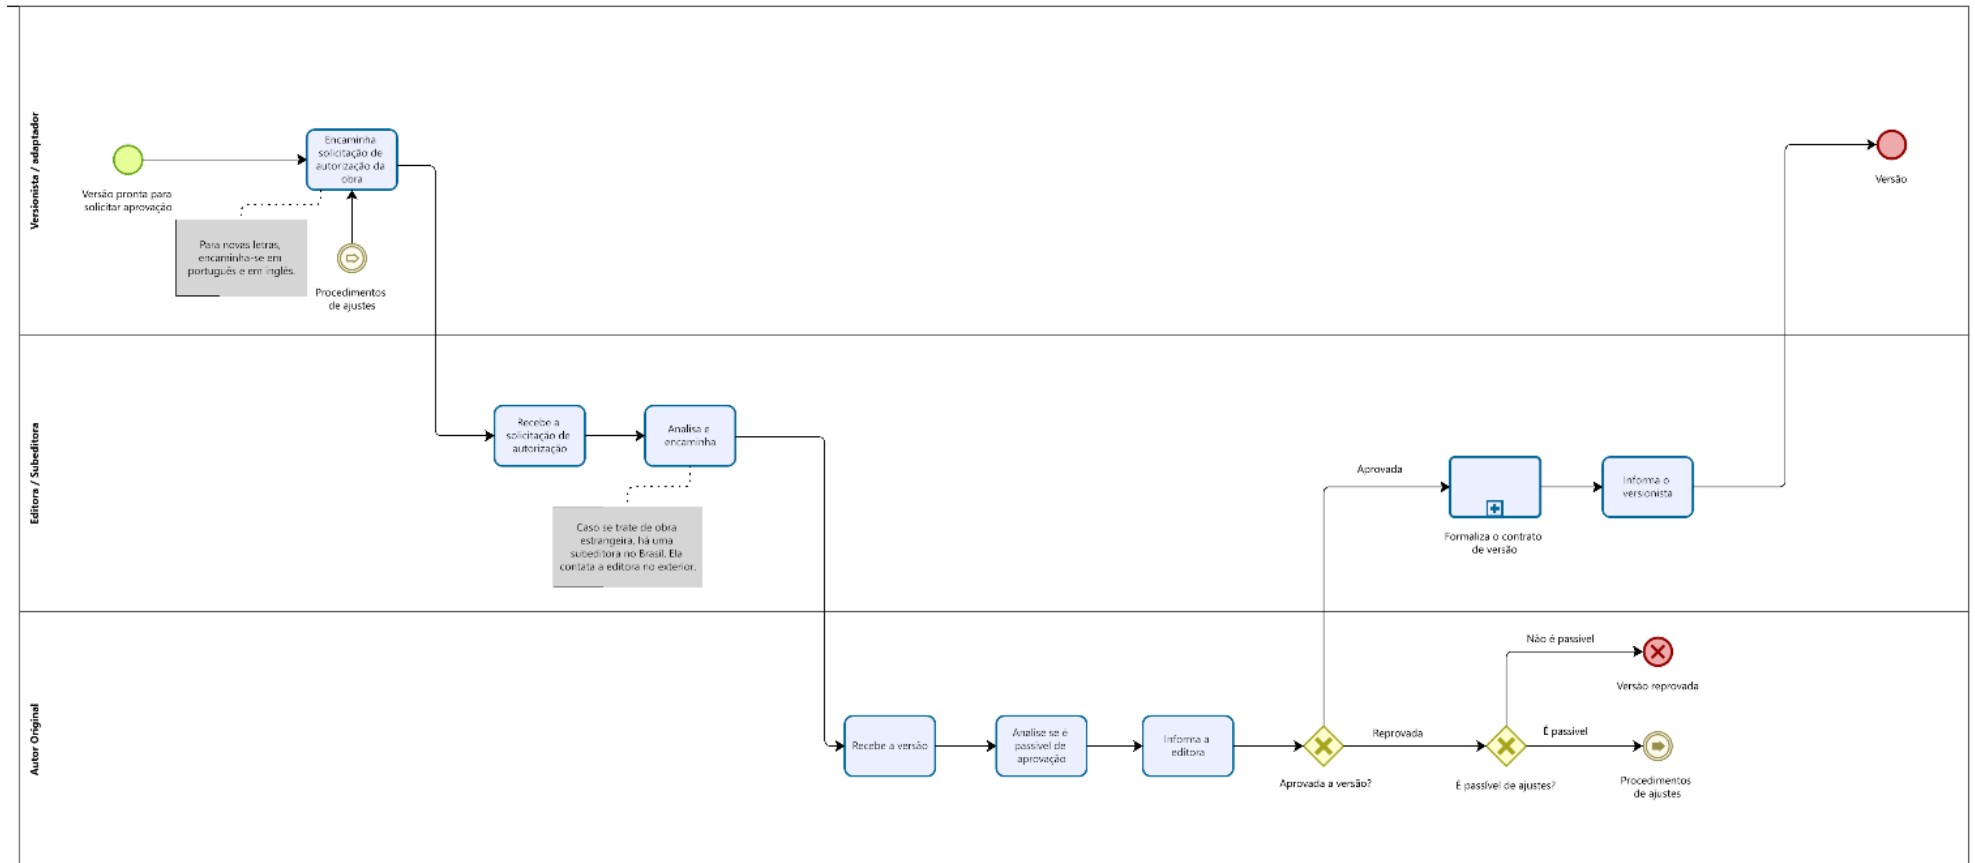 Versionista / adaptador
Versão pronta para
solicitar aprovação
Encaminha
solicitação de
autorização da
obra
Para novas letras,
encaminha-se em
português e em inglês.
Procedimentos
de ajustes
Versão
Editora / Subeditora
Recebe a
solicitação de
autorização
Analisa e
encaminha
Caso se trate de obra
estrangeira, há uma
subeditora no Brasil. Ela
contata a editora no exterior.
Aprovada
Formaliza o contrato
de versão
Informa o
versionista
Autor Original
Recebe a versão
Analise se é
passível de
aprovação
Informa a
editora
Aprovada a versão?
Reprovada
É passível de ajustes?
Não é passível
Versão reprovada
É passível
Procedimentos
de ajustes